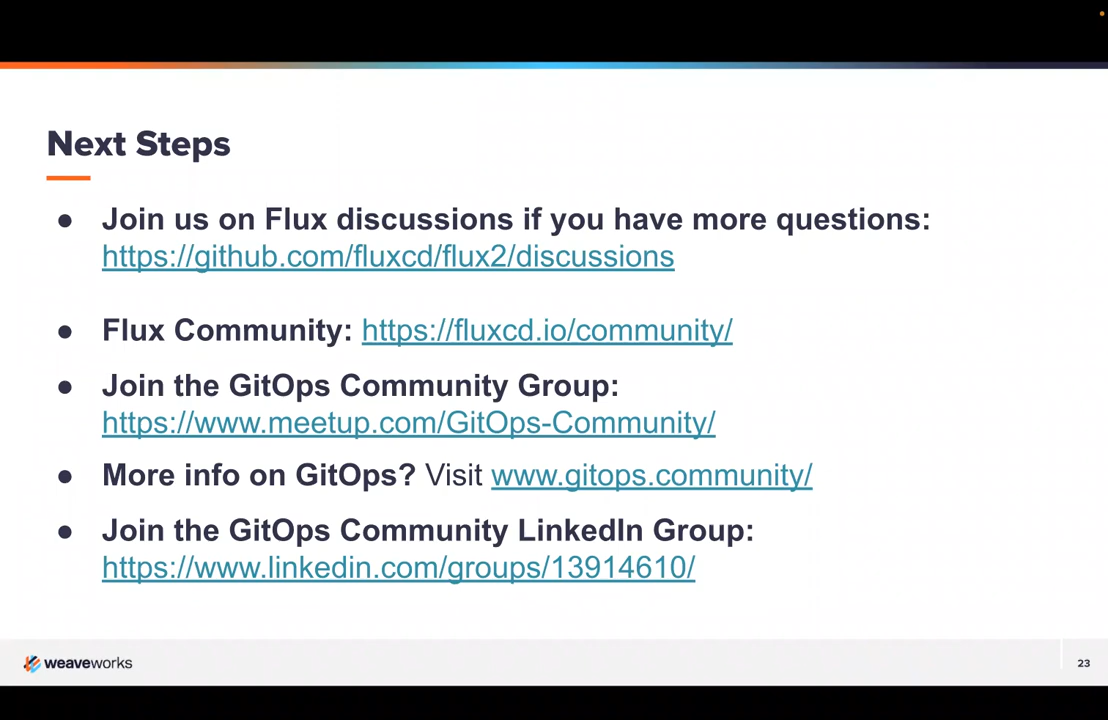 Next Steps
● Join us on Flux discussions if you have more questions:
https://github.com/fluxcd/flux2/discussions
● Flux Community: https://fluxcd.io/community/
● Join the GitOps Community Group:
https://www.meetup.com/GitOps-Community/
● More info on GitOps? Visit www.gitops.community/
● Join the GitOps Community LinkedIn Group:
https://www.linkedin.com/groups/13914610/
weaveworks
23